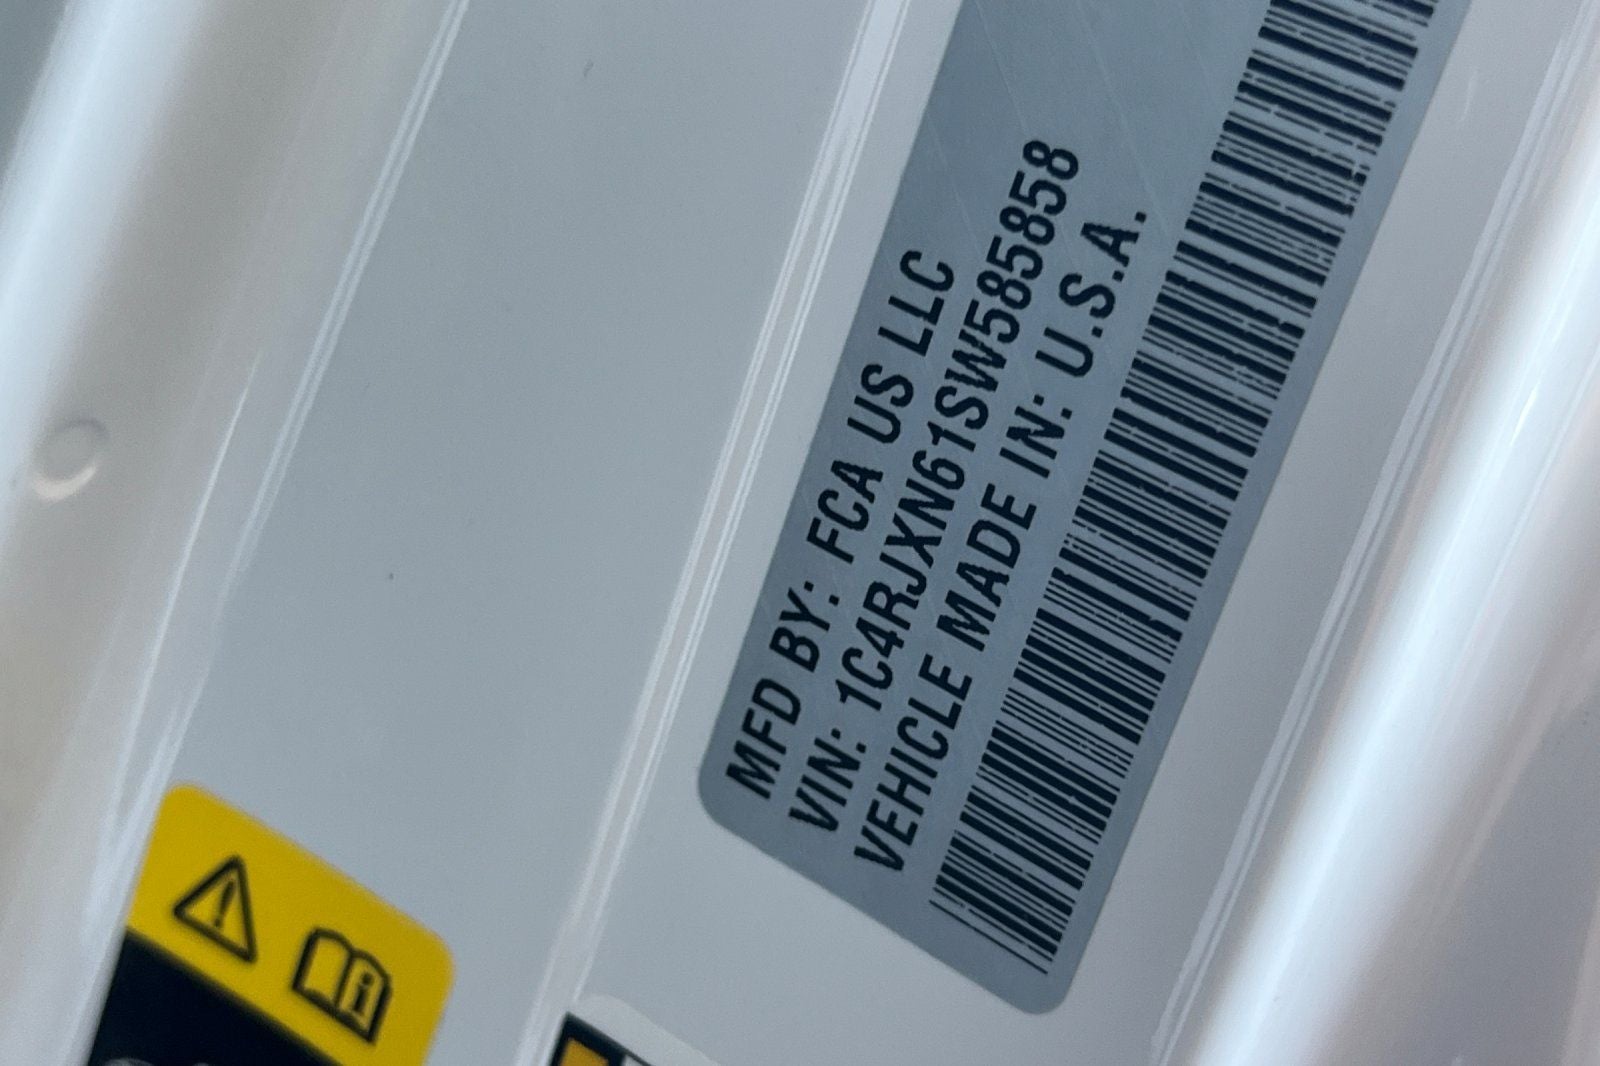 MFD BY: FCA US LLC
VIN: 1C4RJXN61SW585858
VEHICLE MADE IN: U.S.A.